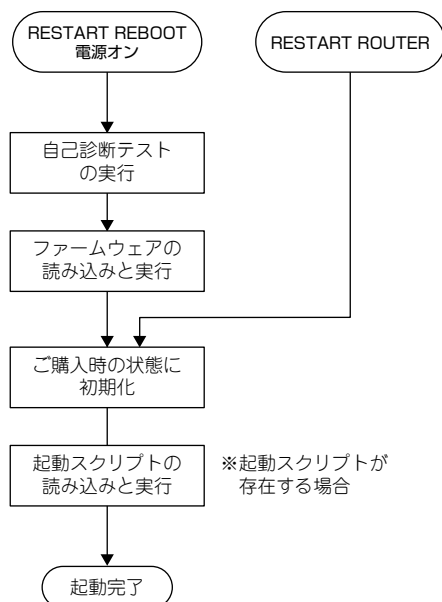 RESTART REBOOT
電源オン
RESTART ROUTER
自己診断テスト
の実行
ファームウェアの
読み込みと実行
ご購入時の状態に
初期化
起動スクリプトの
読み込みと実行
※起動スクリプトが
存在する場合
起動完了